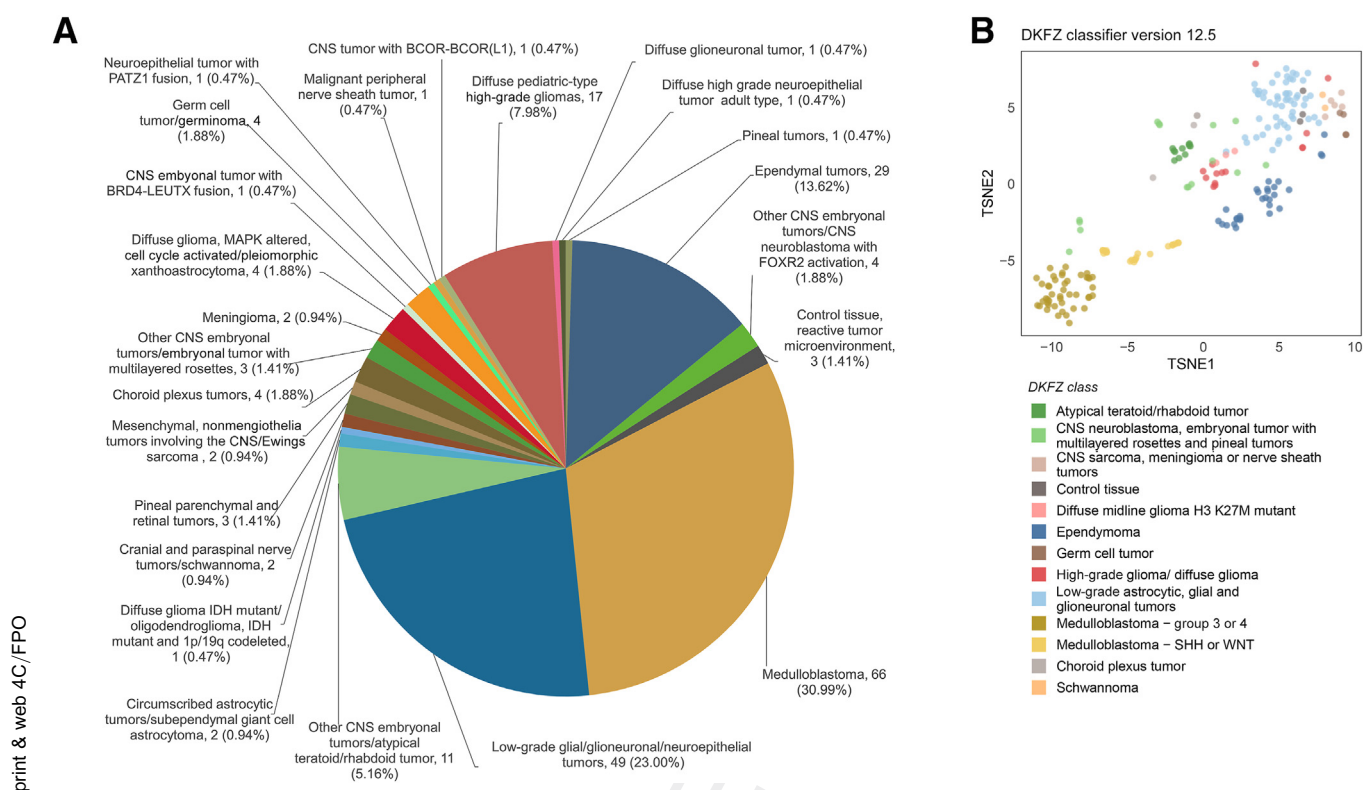 A
CNS tumor with BCOR-BCOR(L1), 1 (0.47%)
Diffuse glioneuronal tumor, 1 (0.47%)
Neuroepithelial tumor with
PATZ1 fusion, 1 (0.47%)
Malignant peripheral
nerve sheath tumor, 1
(0.47%)
Diffuse pediatric-type
high-grade gliomas, 17
(7.98%)
Diffuse high grade neuroepithelial
tumor adult type, 1 (0.47%)
Germ cell
tumor/germinoma, 4
(1.88%)
Pineal tumors, 1 (0.47%)
CNS embyonal tumor with
BRD4-LEUTX fusion, 1 (0.47%)
Ependymal tumors, 29
(13.62%)
Other CNS embryonal
tumors/CNS
neuroblastoma with
FOXR2 activation, 4
(1.88%)
Diffuse glioma, MAPK altered,
cell cycle activated/pleiomorphic
xanthoastrocytoma, 4 (1.88%)
Control tissue,
reactive tumor
microenvironment,
3 (1.41%)
Meningioma, 2 (0.94%)
Other CNS embryonal
tumors/embryonal tumor with
multilayered rosettes, 3 (1.41%)
Choroid plexus tumors, 4 (1.88%)
Mesenchymal, nonmengiothelia
tumors involving the CNS/Ewings
sarcoma , 2 (0.94%)
Pineal parenchymal and
retinal tumors, 3 (1.41%)
Cranial and paraspinal nerve
tumors/schwannoma, 2
(0.94%)
Diffuse glioma IDH mutant/
oligodendroglioma, IDH
mutant and 1p/19q codeleted,
1 (0.47%)
Circumscribed astrocytic
tumors/subependymal giant cell
astrocytoma, 2 (0.94%)
Other CNS embryonal
tumors/atypical
teratoid/rhabdoid tumor, 11
(5.16%)
Low-grade glial/glioneuronal/neuroepithelial
tumors, 49 (23.00%)
Medulloblastoma, 66
(30.99%)
print & web 4C/FPO
B
DKFZ classifier version 12.5
TSNE2
5
0
−5
−10
−5
0
5
10
TSNE1
DKFZ class
Atypical teratoid/rhabdoid tumor
CNS neuroblastoma, embryonal tumor with
multilayered rosettes and pineal tumors
CNS sarcoma, meningioma or nerve sheath
tumors
Control tissue
Diffuse midline glioma H3 K27M mutant
Ependymoma
Germ cell tumor
High-grade glioma/ diffuse glioma
Low-grade astrocytic, glial and
glioneuronal tumors
Medulloblastoma − group 3 or 4
Medulloblastoma − SHH or WNT
Choroid plexus tumor
Schwannoma